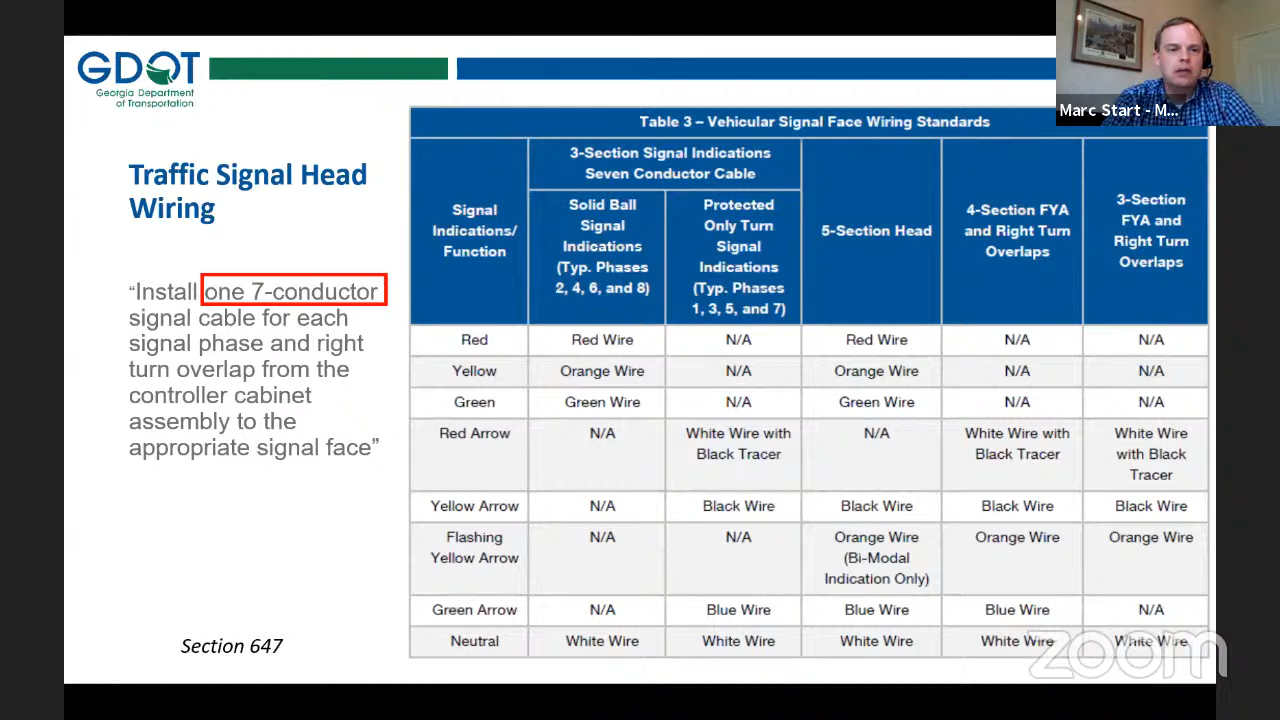 GDOT
Georgia Department
of Transportation
Marc Start - M...
Traffic Signal Head
Wiring
“Install one 7-conductor
signal cable for each
signal phase and right
turn overlap from the
controller cabinet
assembly to the
appropriate signal face”
Section 647
Table 3 – Vehicular Signal Face Wiring Standards
Signal
Indications/
Function
3-Section Signal Indications
Seven Conductor Cable
Solid Ball
Signal
Indications
(Typ. Phases
2, 4, 6, and 8)
Protected
Only Turn
Signal
Indications
(Typ. Phases
1, 3, 5, and 7)
5-Section Head
4-Section FYA
and Right Turn
Overlaps
3-Section
FYA and
Right Turn
Overlaps
Red Red Wire N/A Red Wire N/A N/A
Yellow Orange Wire N/A Orange Wire N/A N/A
Green Green Wire N/A Green Wire N/A N/A
Red Arrow N/A White Wire with N/A White Wire with White Wire
Black Tracer Black Tracer with Black
Tracer
Yellow Arrow N/A Black Wire Black Wire Black Wire Black Wire
Flashing N/A N/A Orange Wire Orange Wire Orange Wire
Yellow Arrow (Bi-Modal
Indication Only)
Green Arrow N/A Blue Wire Blue Wire Blue Wire N/A
Neutral White Wire White Wire White Wire White Wire White Wire
zoom